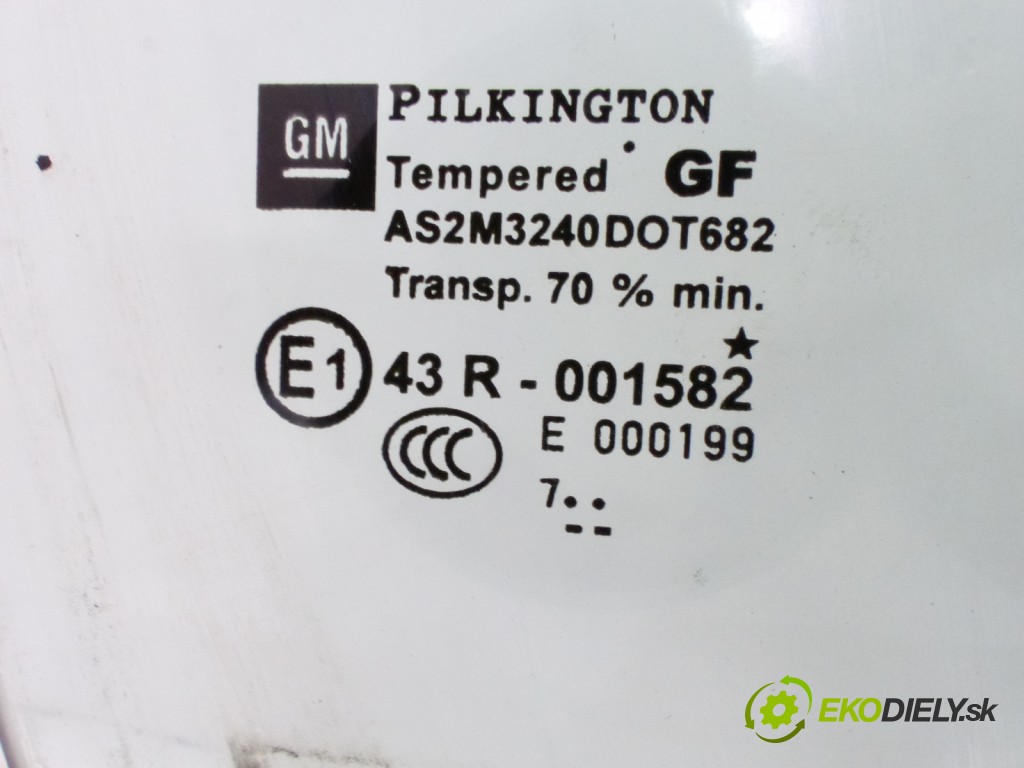 GM
PILKINGTON
Tempered GF
AS2M3240DOT682
Transp. 70 % min.
E1 43 R - 001582
CCC E 000199
7..
--
EKODIELY.sk